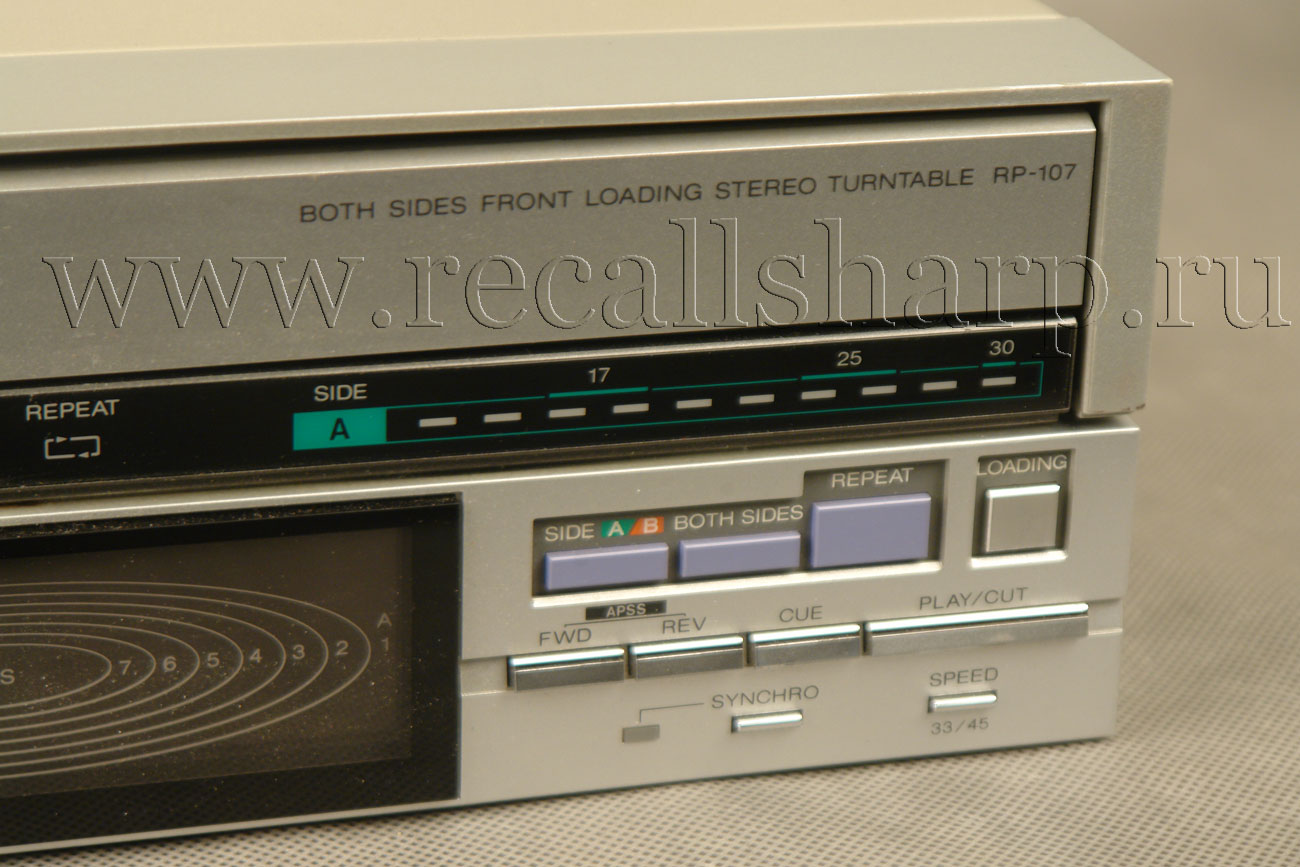 BOTH SIDES FRONT LOADING STEREO TURNTABLE RP-107
www.recallsharp.ru
REPEAT
SIDE
A
17
25
30
SIDE A/B BOTH SIDES
REPEAT
LOADING
APSS
FWD
REV
CUE
PLAY/CUT
SYNCHRO
SPEED
33/45
S 7 6 5 4 3 2 1
A